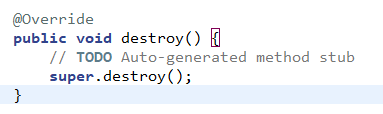 @Override
public void destroy() {
    // TODO Auto-generated method stub
    super.destroy();
}